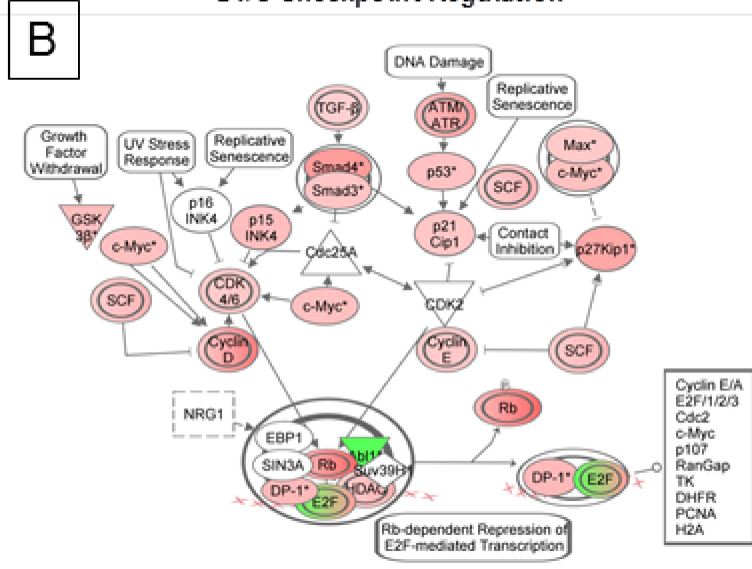 B
DNA Damage
TGF-β
ATM/
ATR
Replicative
Senescence
Growth
Factor
Withdrawal
UV Stress
Response
Replicative
Senescence
Smad4*
Smad3*
p53*
SCF
Max*
c-Myc*
GSK
3β*
p16
INK4
p15
INK4
c-Myc*
Cdc25A
p21
Cip1
Contact
Inhibition
p27Kip1*
SCF
CDK
4/6
c-Myc*
CDK2
Cyclin
D
Cyclin
E
SCF
NRG1
EBP1
SIN3A
Rb
Abl1*
Suv39H1
DP-1*
E2F
HDAC
Rb
DP-1*
E2F
Cyclin E/A
E2F/1/2/3
Cdc2
c-Myc
p107
RanGap
TK
DHFR
PCNA
H2A
Rb-dependent Repression of
E2F-mediated Transcription